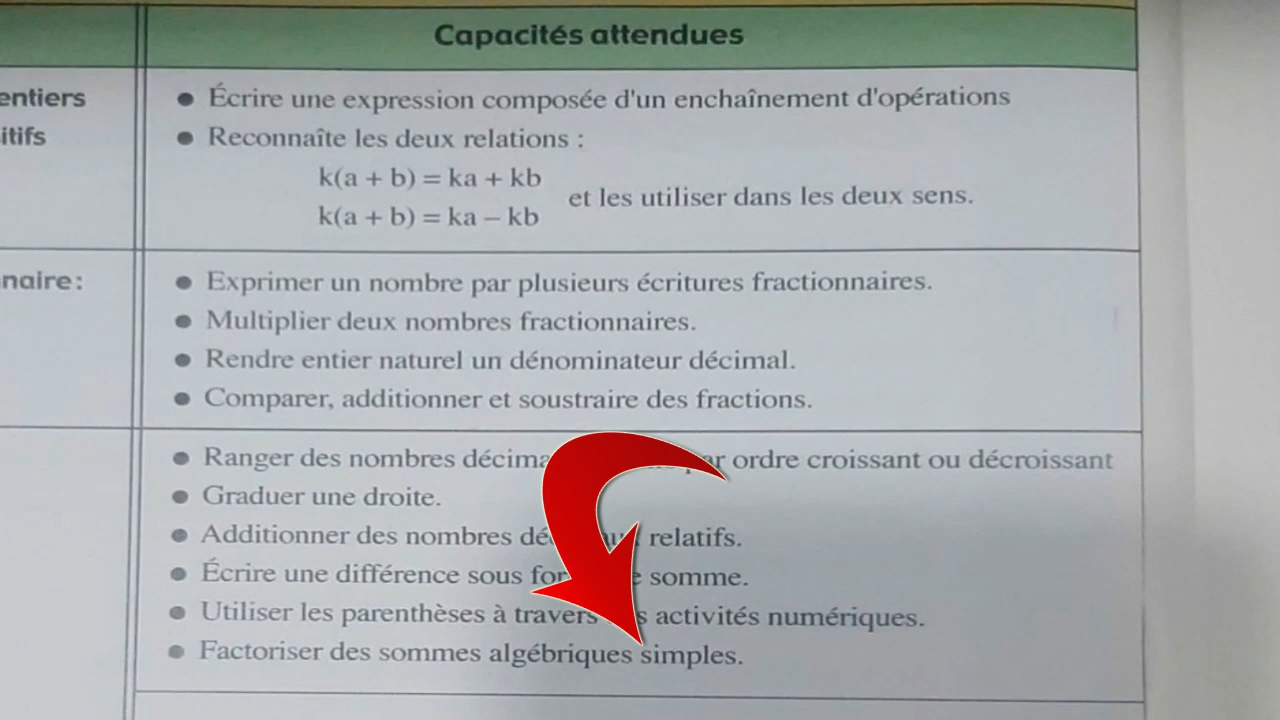 Capacités attendues
entiers
itifs
● Écrire une expression composée d'un enchaînement d'opérations
● Reconnaîte les deux relations :
k(a + b) = ka + kb
k(a + b) = ka – kb
et les utiliser dans les deux sens.
naire :
● Exprimer un nombre par plusieurs écritures fractionnaires.
● Multiplier deux nombres fractionnaires.
● Rendre entier naturel un dénominateur décimal.
● Comparer, additionner et soustraire des fractions.
● Ranger des nombres ordre croissant ou décroissant
● Graduer une droite.
● Additionner des nombres relatifs.
● Écrire une différence sous somme.
● Utiliser les parenthèses à travers activités numériques.
● Factoriser des sommes algébriques simples.